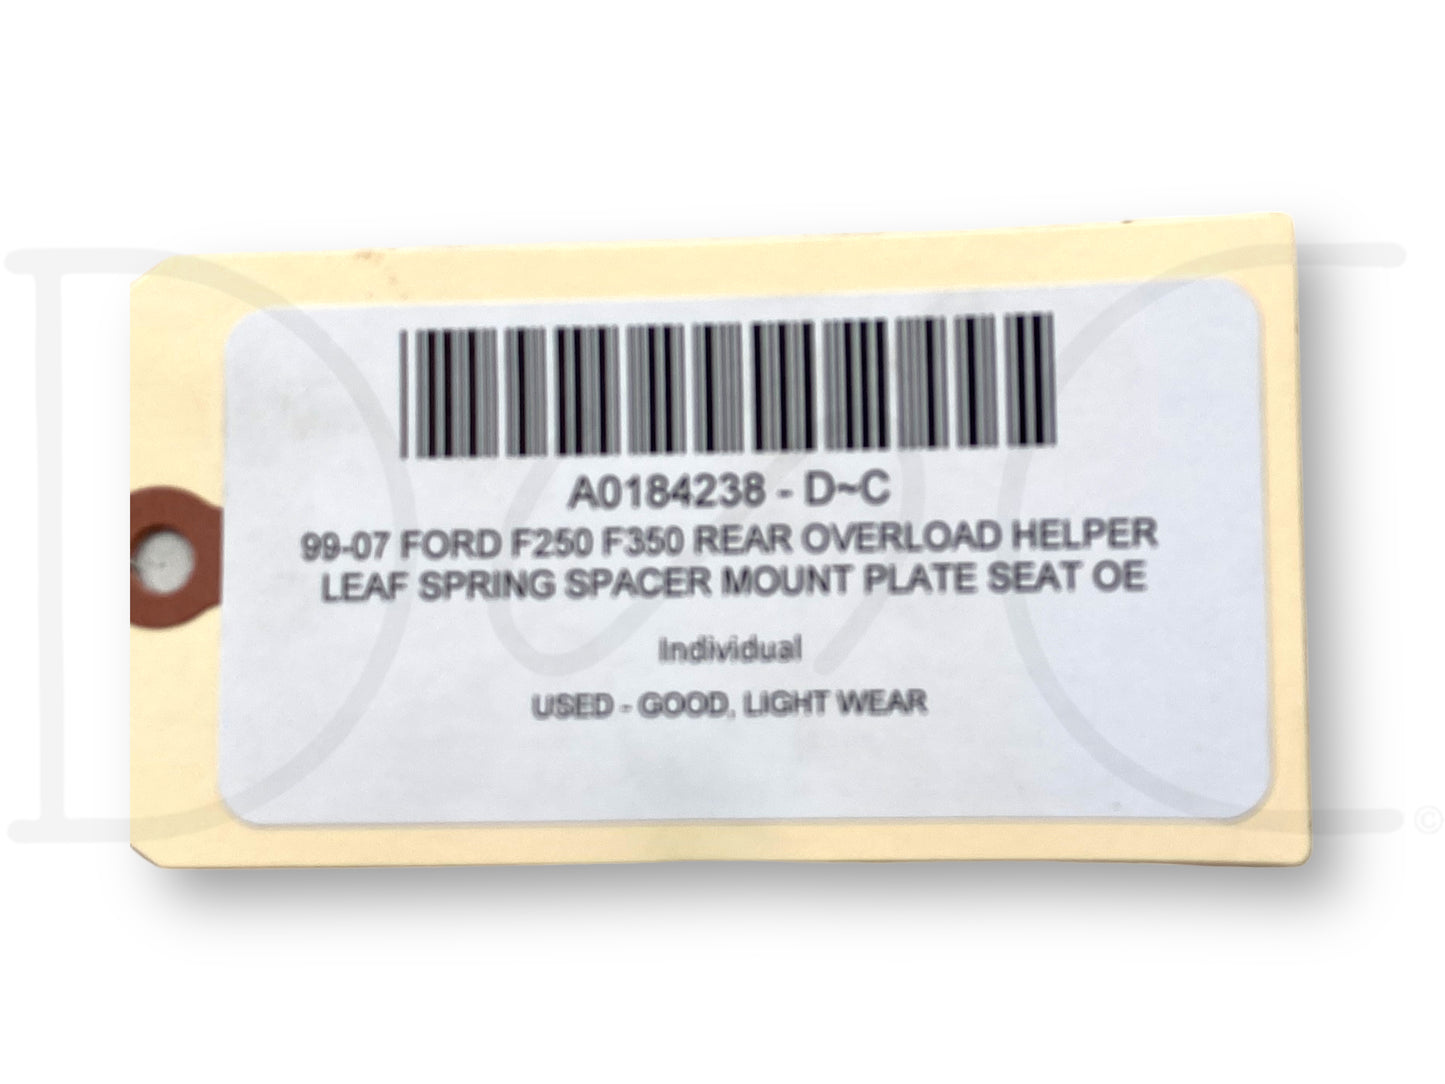 A0184238 - D~C
99-07 FORD F250 F350 REAR OVERLOAD HELPER
LEAF SPRING SPACER MOUNT PLATE SEAT OE
Individual
USED - GOOD, LIGHT WEAR
D~C
©